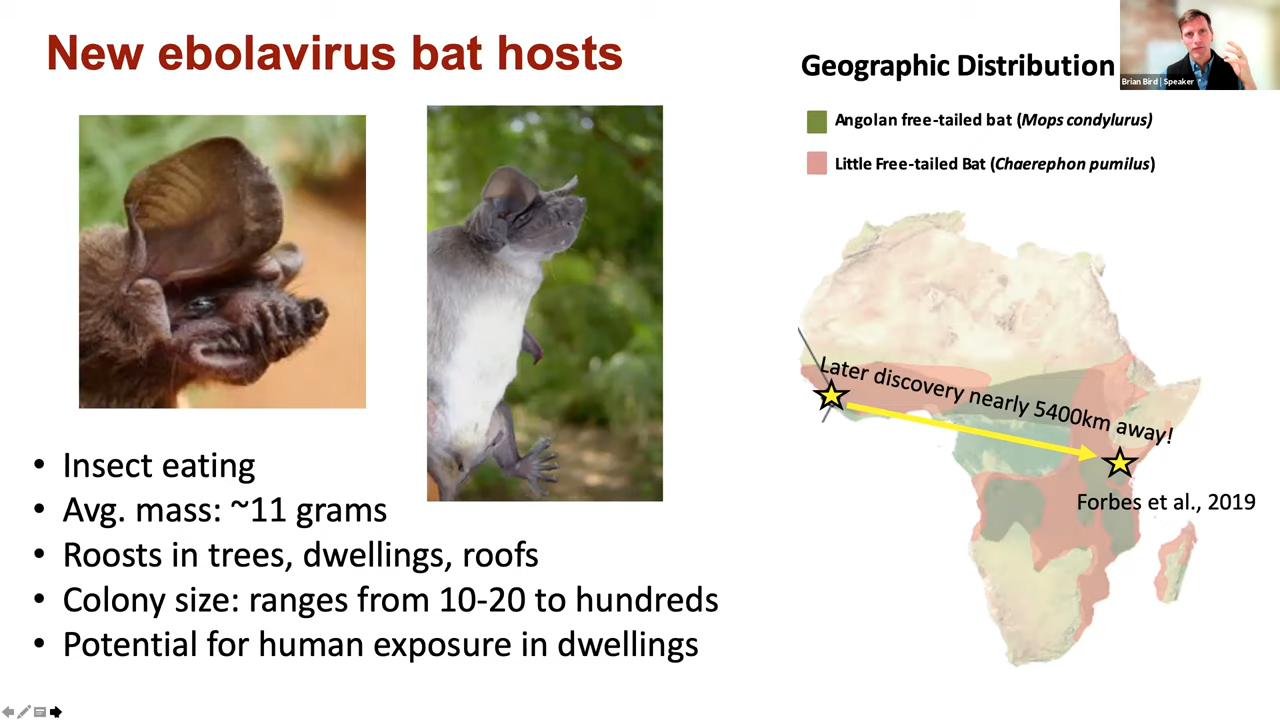 New ebolavirus bat hosts
Geographic Distribution
Brian Bird | Speaker
Angolan free-tailed bat (Mops condylurus)
Little Free-tailed Bat (Chaerephon pumilus)
Later discovery nearly 5400km away!
Forbes et al., 2019
• Insect eating
• Avg. mass: ~11 grams
• Roosts in trees, dwellings, roofs
• Colony size: ranges from 10-20 to hundreds
• Potential for human exposure in dwellings